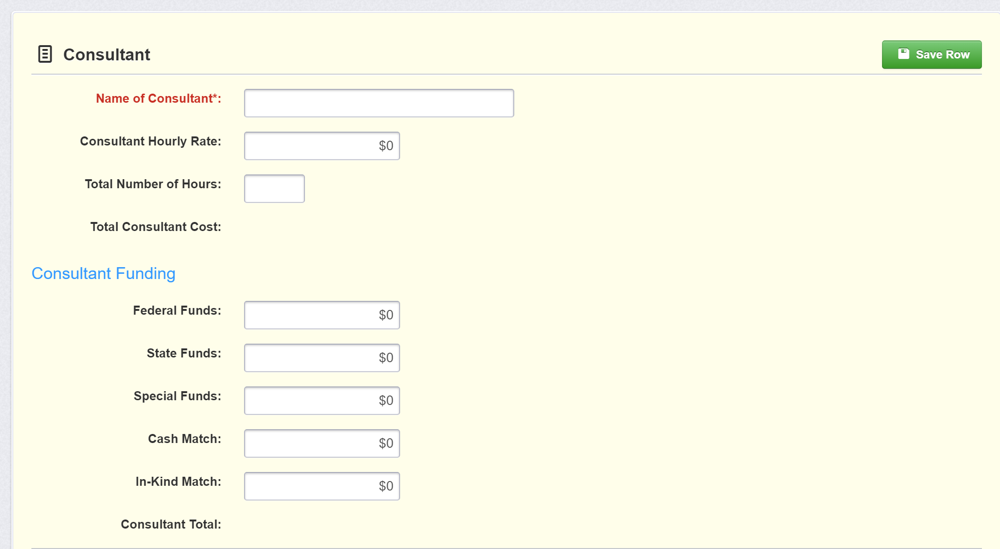 Consultant
Save Row
Name of Consultant*:
Consultant Hourly Rate: $0
Total Number of Hours:
Total Consultant Cost:
Consultant Funding
Federal Funds: $0
State Funds: $0
Special Funds: $0
Cash Match: $0
In-Kind Match: $0
Consultant Total: